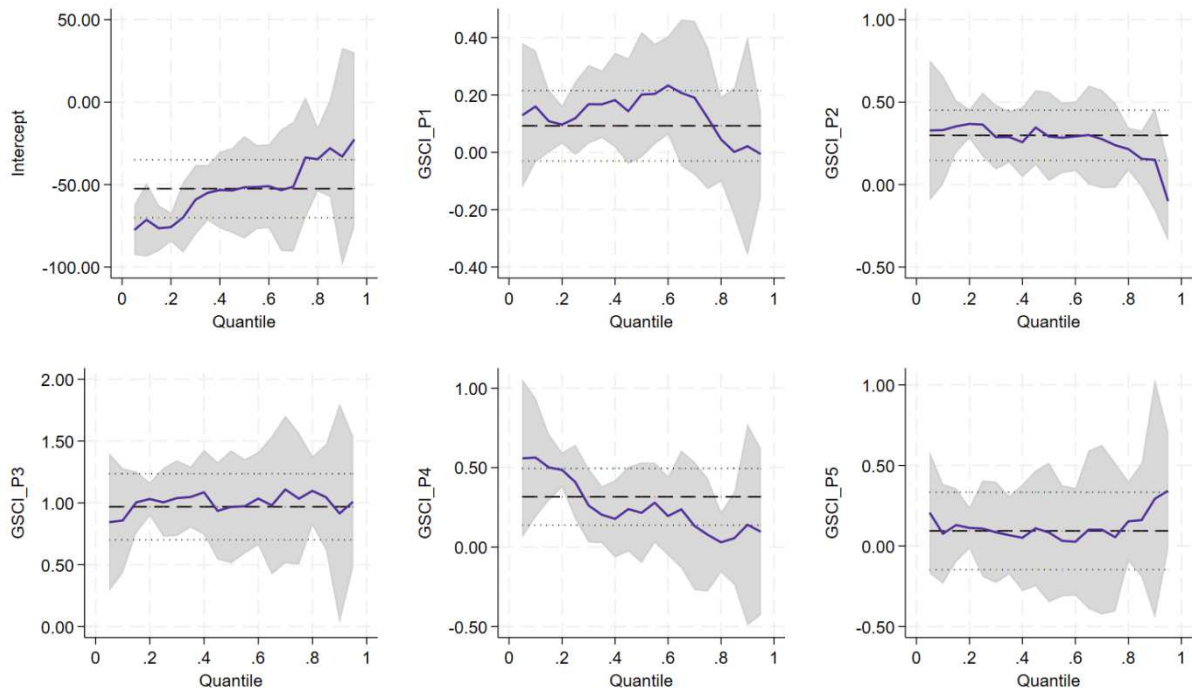 50.00
0.00
-50.00
-100.00
Intercept
0 .2 .4 .6 .8 1
Quantile
0.40
0.20
0.00
-0.20
-0.40
GSCI_P1
0 .2 .4 .6 .8 1
Quantile
1.00
0.50
0.00
-0.50
GSCI_P2
0 .2 .4 .6 .8 1
Quantile
2.00
1.50
1.00
0.50
0.00
GSCI_P3
0 .2 .4 .6 .8 1
Quantile
1.00
0.50
0.00
-0.50
GSCI_P4
0 .2 .4 .6 .8 1
Quantile
1.00
0.50
0.00
-0.50
GSCI_P5
0 .2 .4 .6 .8 1
Quantile